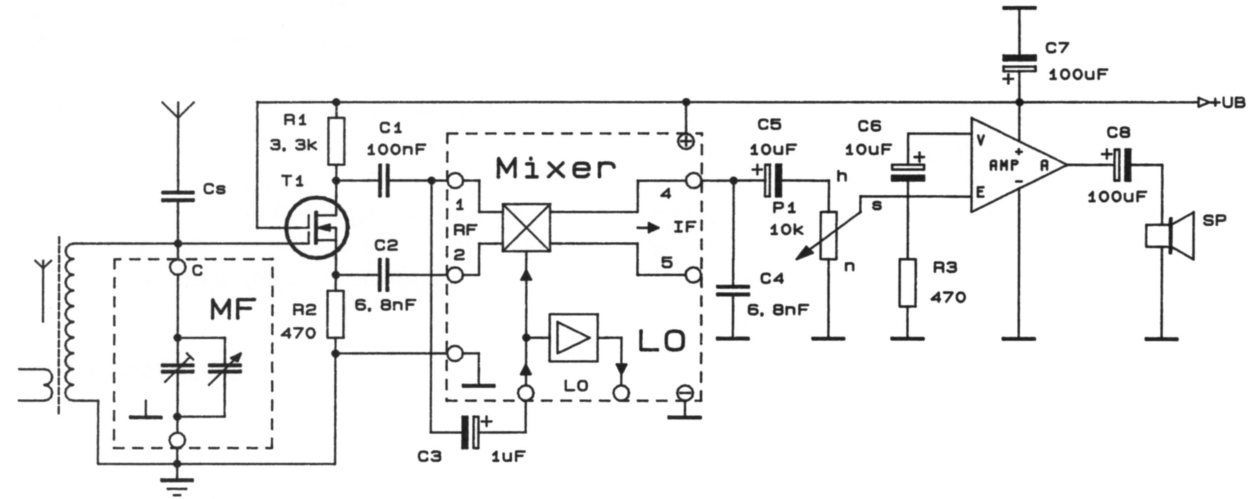 C7
+
100uF
+UB
R1
3,3k
C1
100nF
Mixer
C5
+
10uF
C6
10uF
+
V
+
AMP
A
C8
+
100uF
Cs
T1
1
RF
4
IF
h
P1
10k
s
E
−
SP
C2
6,8nF
2
5
n
C
MF
R2
470
C4
6,8nF
R3
470
LO
LO
C3
+
1uF